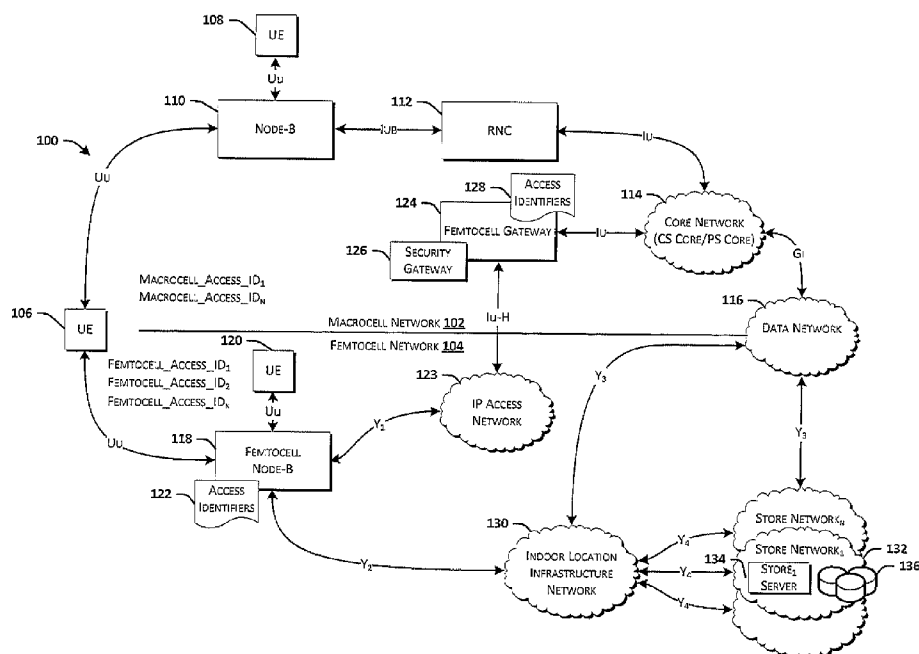 108
UE
Uu
110
112
NODE-B
IUB
RNC
100
Uu
IU
128
ACCESS
IDENTIFIERS
124
114
FEMTOCELL GATEWAY
IU
CORE NETWORK
(CS CORE/PS CORE)
126
SECURITY
GATEWAY
GI
MACROCELL_ACCESS_ID1
MACROCELL_ACCESS_IDN
IU-H
116
106
UE
MACROCELL NETWORK 102
DATA NETWORK
120
FEMTOCELL NETWORK 104
FEMTOCELL_ACCESS_ID1
FEMTOCELL_ACCESS_ID2
FEMTOCELL_ACCESS_IDN
UE
123
Y3
IP ACCESS
NETWORK
Uu
Y1
Y3
Uu
118
FEMTOCELL
NODE-B
122
ACCESS
IDENTIFIERS
130
STORE NETWORKN
Y4
STORE NETWORK1
132
INDOOR LOCATION
INFRASTRUCTURE
NETWORK
134
136
Y2
Y4
STORE1
SERVER
Y4